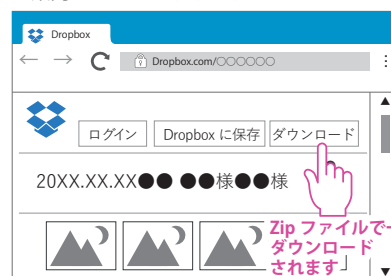 Dropbox
Dropbox.com/○○○○○○
ログイン Dropbox に保存 ダウンロード
20XX.XX.XX●● ●●様●●様
Zip ファイルで一
ダウンロード
されます」